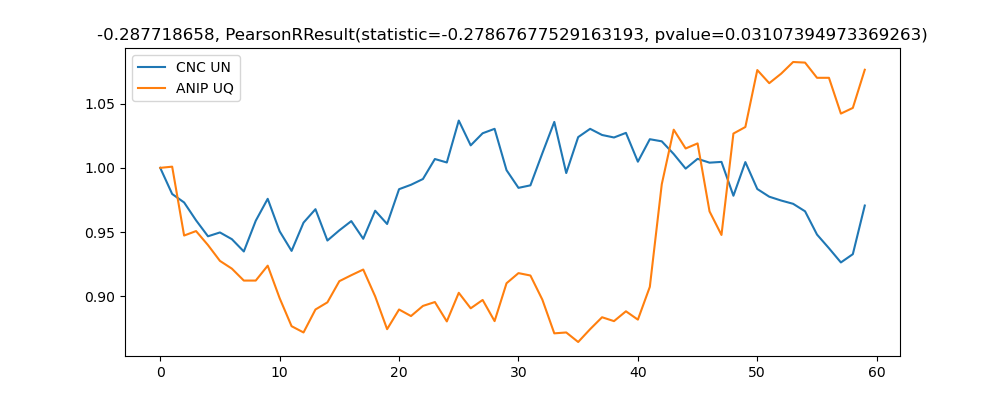 -0.287718658, PearsonRResult(statistic=-0.27867677529163193, pvalue=0.03107394973369263)
CNC UN
ANIP UQ
1.05
1.00
0.95
0.90
0 10 20 30 40 50 60